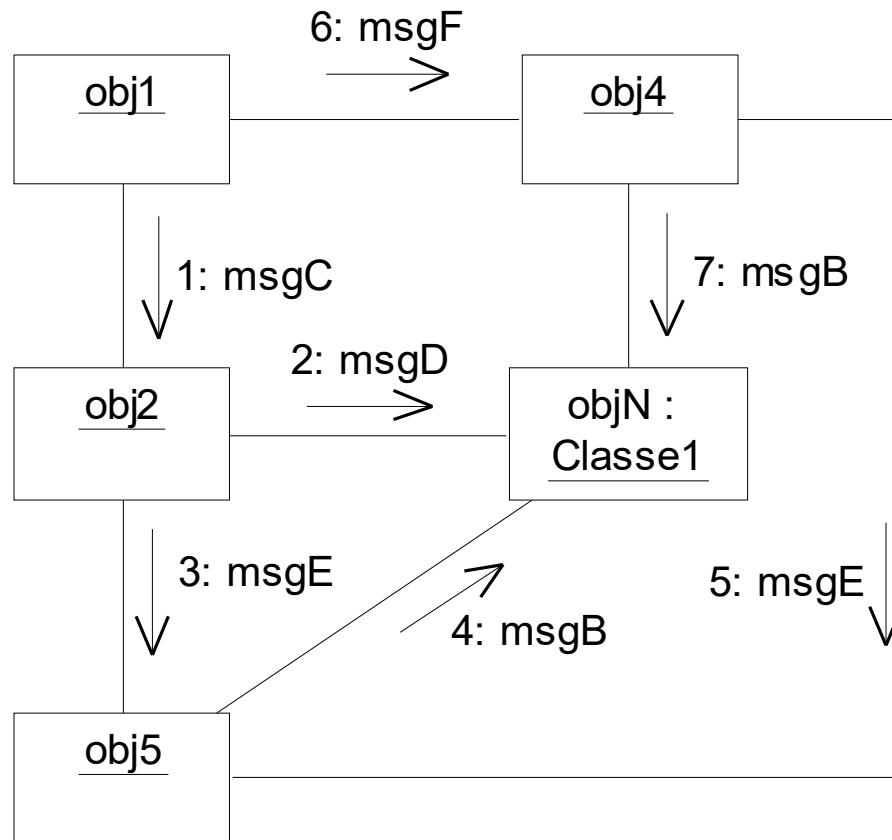 6: msgF
obj1
obj4
1: msgC
7: msgB
2: msgD
obj2
objN :
Classe1
3: msgE
4: msgB
5: msgE
obj5